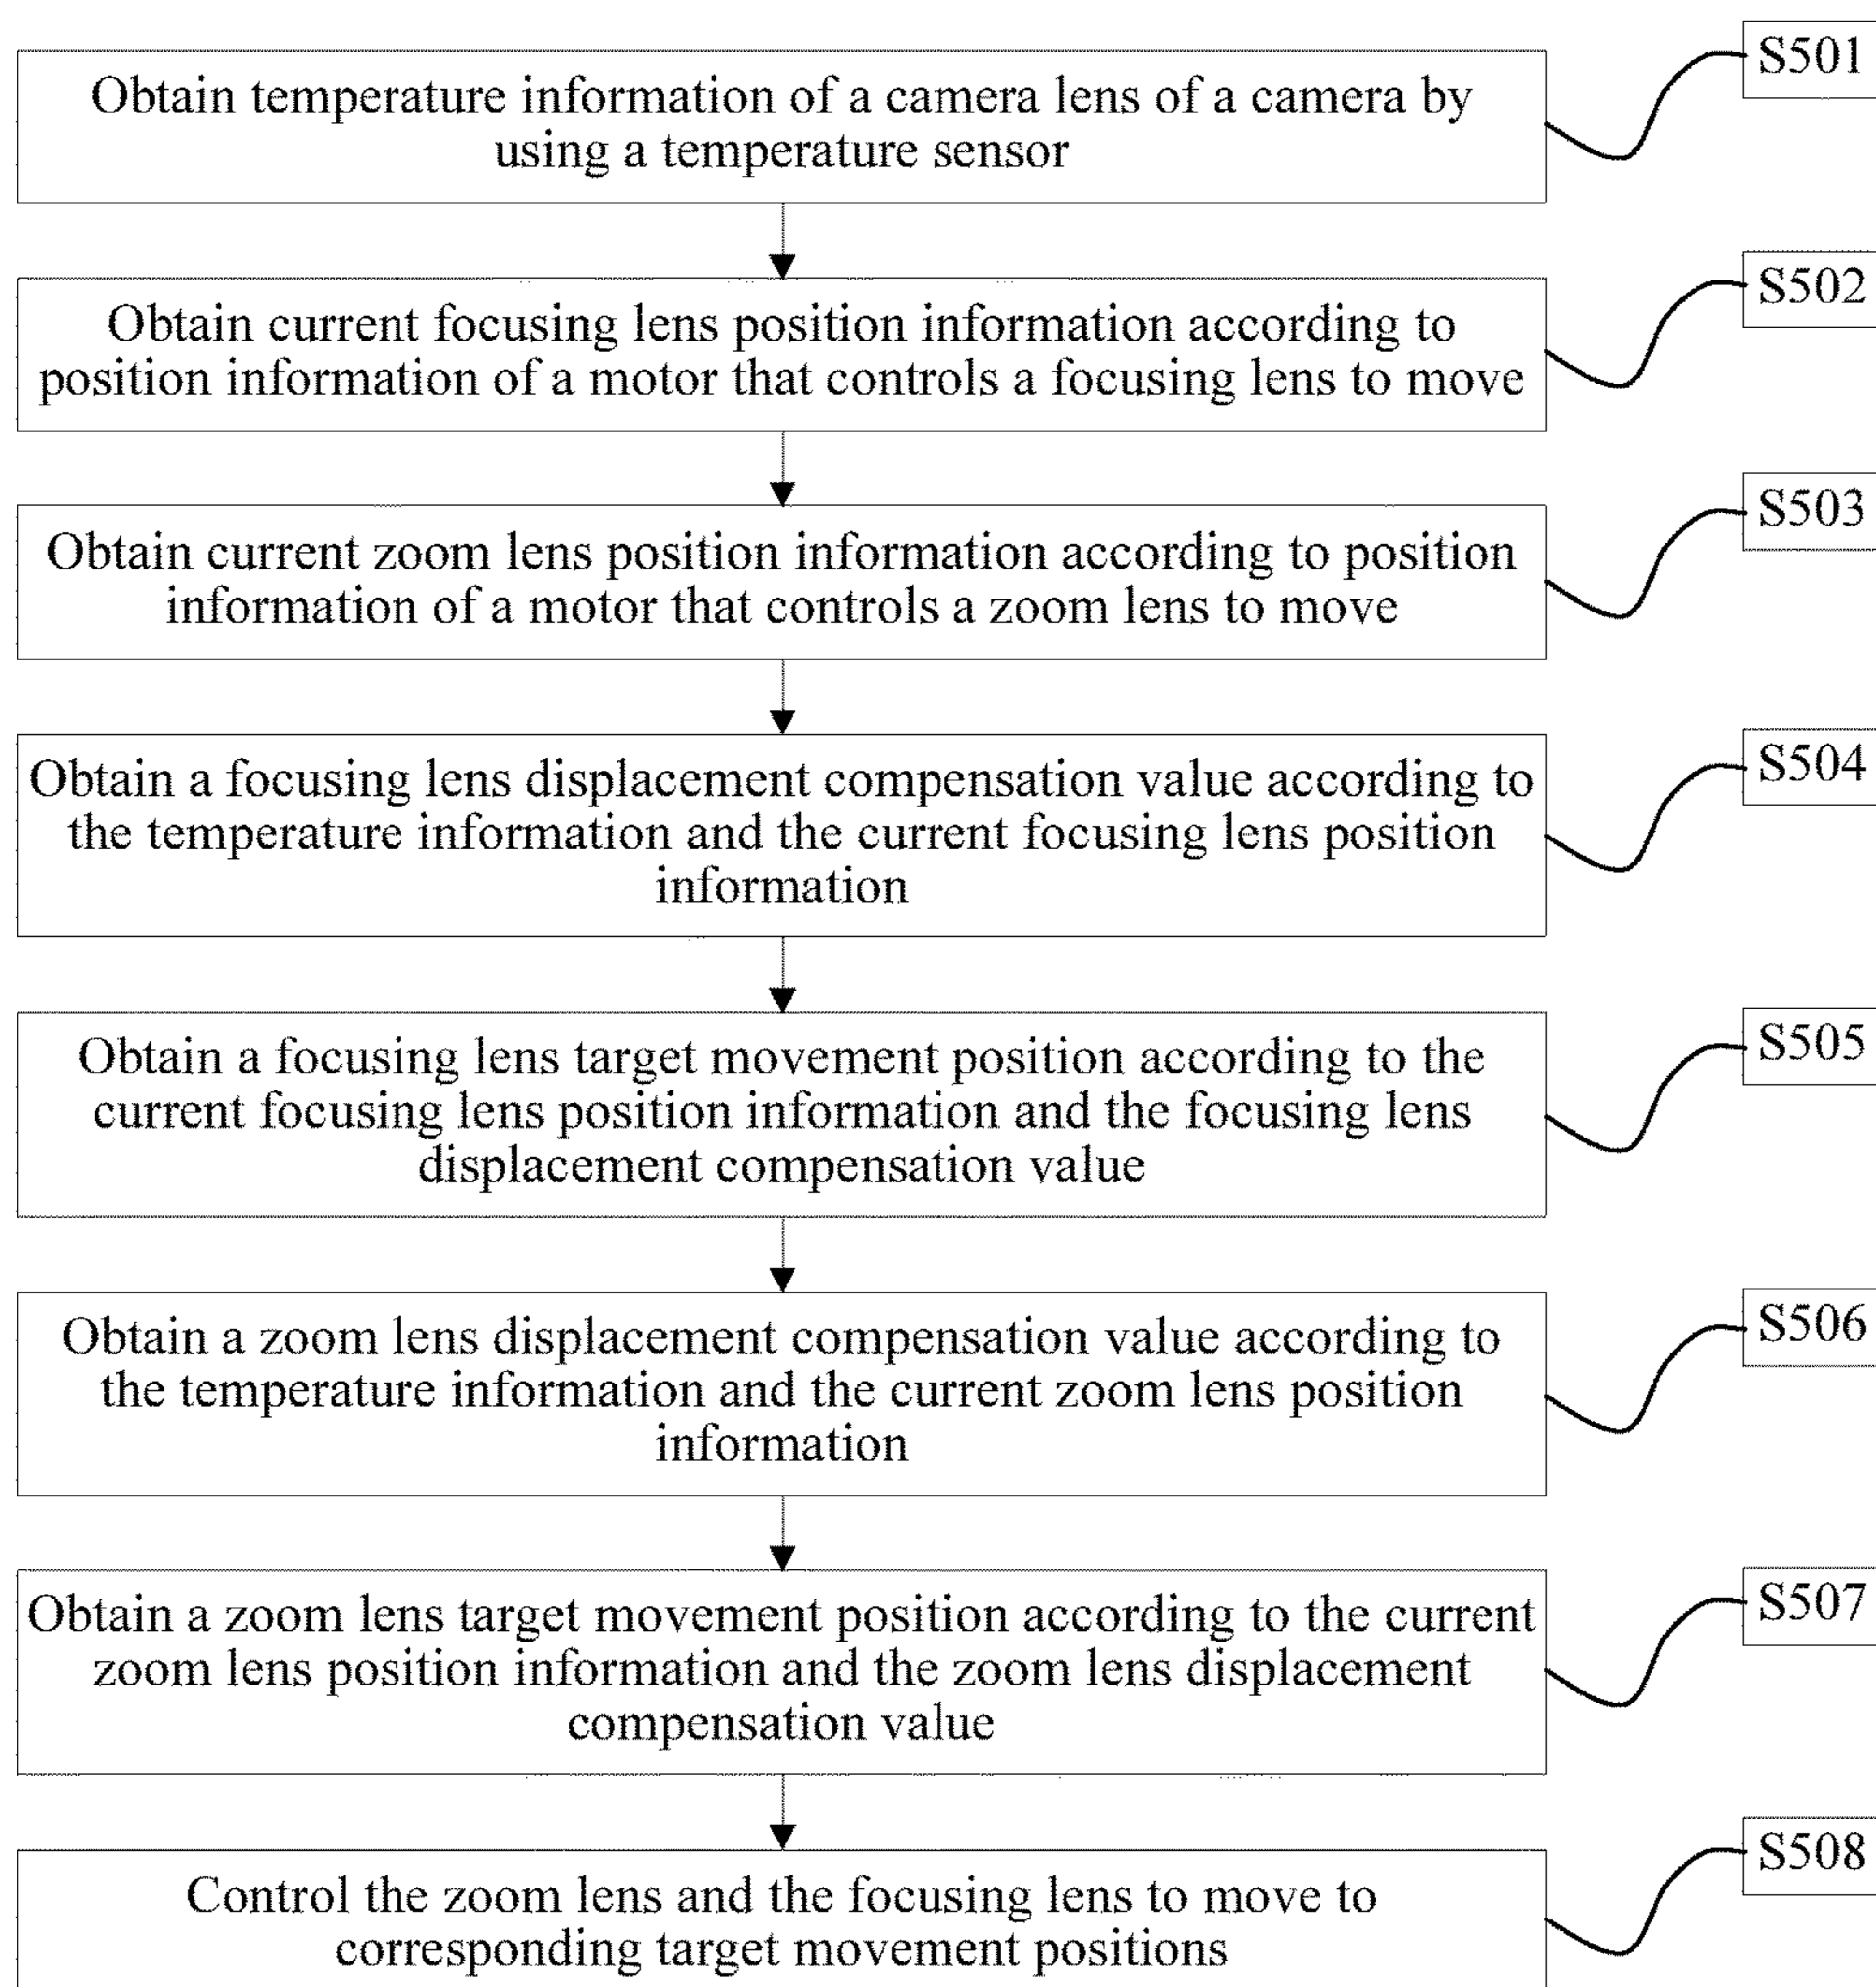 S501
Obtain temperature information of a camera lens of a camera by
using a temperature sensor
S502
Obtain current focusing lens position information according to
position information of a motor that controls a focusing lens to move
S503
Obtain current zoom lens position information according to position
information of a motor that controls a zoom lens to move
S504
Obtain a focusing lens displacement compensation value according to
the temperature information and the current focusing lens position
information
S505
Obtain a focusing lens target movement position according to the
current focusing lens position information and the focusing lens
displacement compensation value
S506
Obtain a zoom lens displacement compensation value according to
the temperature information and the current zoom lens position
information
S507
Obtain a zoom lens target movement position according to the current
zoom lens position information and the zoom lens displacement
compensation value
S508
Control the zoom lens and the focusing lens to move to
corresponding target movement positions